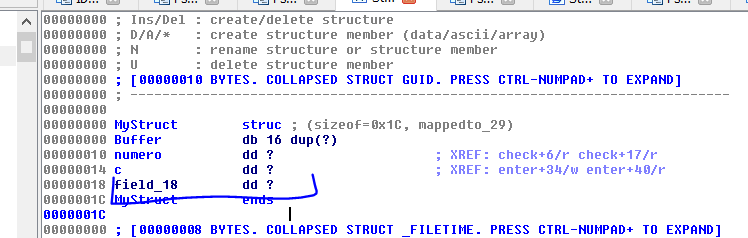 00000000 ; Ins/Del : create/delete structure
00000000 ; D/A/* : create structure member (data/ascii/array)
00000000 ; N : rename structure or structure member
00000000 ; U : delete structure member
00000000 ; [00000010 BYTES. COLLAPSED STRUCT GUID. PRESS CTRL-NUMPAD+ TO EXPAND]
00000000 ; ---------------------------------------------------------------------------
00000000
00000000 MyStruct struc ; (sizeof=0x1C, mappedto_29)
00000000 Buffer db 16 dup(?)
00000010 numero dd ? ; XREF: check+6/r check+17/r
00000014 c dd ? ; XREF: enter+34/w enter+40/r
00000018 field_18 dd ?
0000001C MyStruct ends
0000001C
00000000 ; [00000008 BYTES. COLLAPSED STRUCT _FILETIME. PRESS CTRL-NUMPAD+ TO EXPAND]